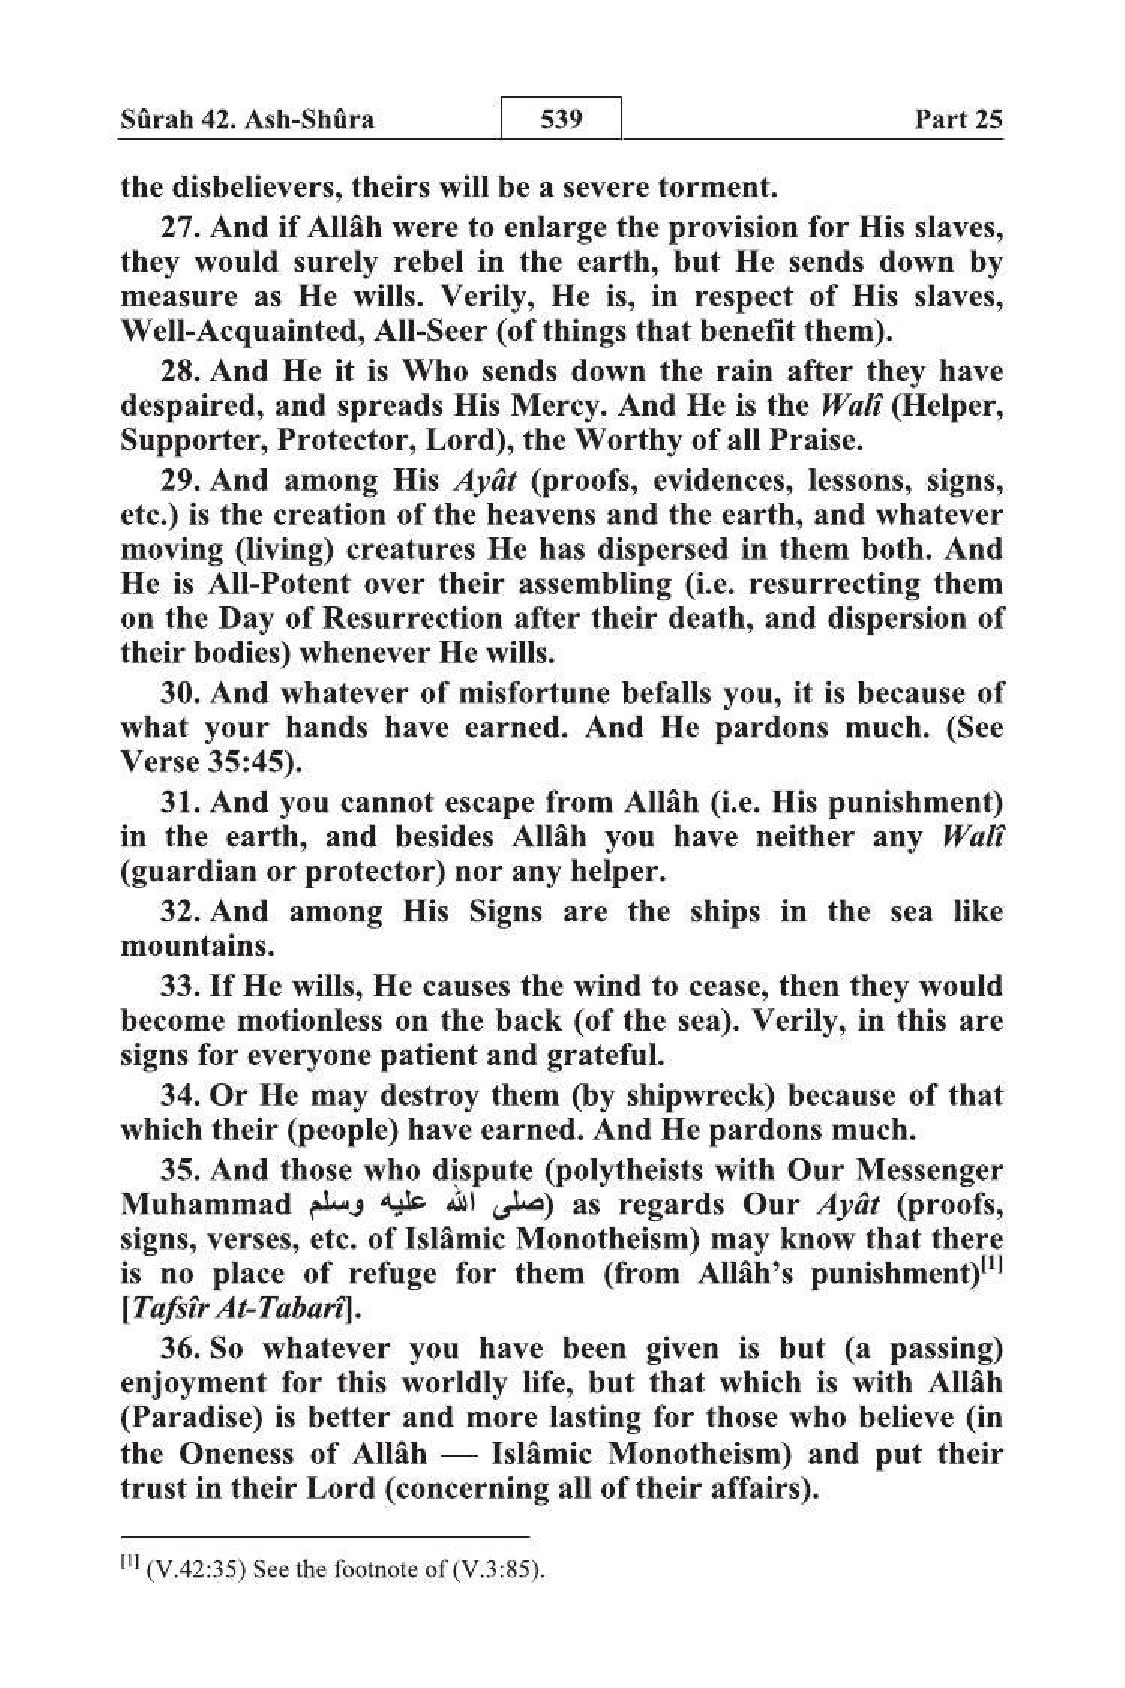 Sûrah 42. Ash-Shûra 539 Part 25
the disbelievers, theirs will be a severe torment.
27. And if Allâh were to enlarge the provision for His slaves,
they would surely rebel in the earth, but He sends down by
measure as He wills. Verily, He is, in respect of His slaves,
Well-Acquainted, All-Seer (of things that benefit them).
28. And He it is Who sends down the rain after they have
despaired, and spreads His Mercy. And He is the Walî (Helper,
Supporter, Protector, Lord), the Worthy of all Praise.
29. And among His Ayât (proofs, evidences, lessons, signs,
etc.) is the creation of the heavens and the earth, and whatever
moving (living) creatures He has dispersed in them both. And
He is All-Potent over their assembling (i.e. resurrecting them
on the Day of Resurrection after their death, and dispersion of
their bodies) whenever He wills.
30. And whatever of misfortune befalls you, it is because of
what your hands have earned. And He pardons much. (See
Verse 35:45).
31. And you cannot escape from Allâh (i.e. His punishment)
in the earth, and besides Allâh you have neither any Walî
(guardian or protector) nor any helper.
32. And among His Signs are the ships in the sea like
mountains.
33. If He wills, He causes the wind to cease, then they would
become motionless on the back (of the sea). Verily, in this are
signs for everyone patient and grateful.
34. Or He may destroy them (by shipwreck) because of that
which their (people) have earned. And He pardons much.
35. And those who dispute (polytheists with Our Messenger
Muhammad صلى الله عليه وسلم) as regards Our Ayât (proofs,
signs, verses, etc. of Islâmic Monotheism) may know that there
is no place of refuge for them (from Allâh’s punishment)[1]
[Tafsîr At-Tabarî].
36. So whatever you have been given is but (a passing)
enjoyment for this worldly life, but that which is with Allâh
(Paradise) is better and more lasting for those who believe (in
the Oneness of Allâh — Islâmic Monotheism) and put their
trust in their Lord (concerning all of their affairs).
[1] (V.42:35) See the footnote of (V.3:85).